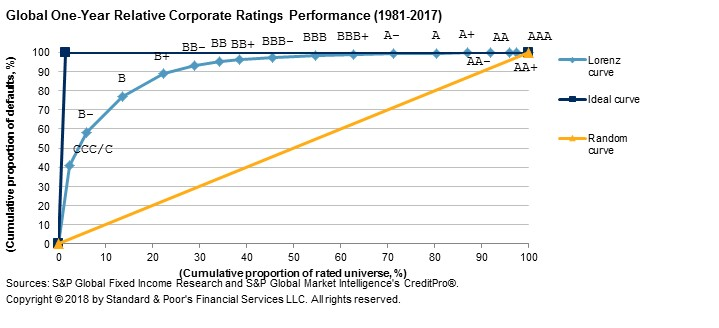 Global One-Year Relative Corporate Ratings Performance (1981-2017)
(Cumulative proportion of defaults, %)
100
90
80
70
60
50
40
30
20
10
0
CCC/C
B-
B
B+
BB-
BB
BB+
BBB-
BBB
BBB+
A-
A
A+
AA-
AA
AA+
AAA
0 10 20 30 40 50 60 70 80 90 100
(Cumulative proportion of rated universe, %)
Lorenz
curve
Ideal curve
Random
curve
Sources: S&P Global Fixed Income Research and S&P Global Market Intelligence's CreditPro®.
Copyright © 2018 by Standard & Poor's Financial Services LLC. All rights reserved.